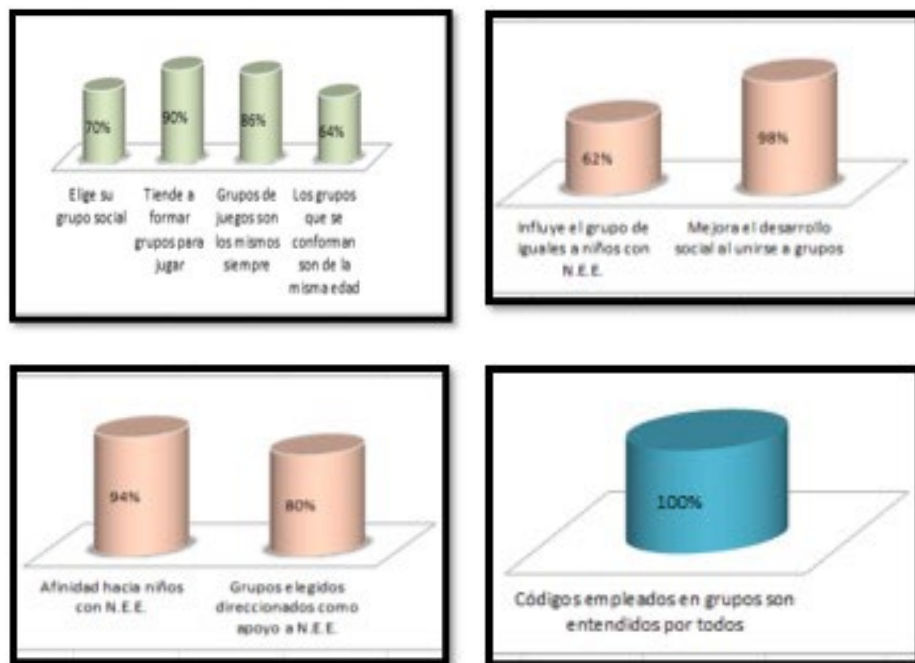 70%
90%
86%
64%
Elige su
grupo social
Tiende a
formar
grupos para
jugar
Grupos de
juegos son
los mismos
siempre
Los grupos
que se
conforman
son de la
misma edad
62%
98%
Influye el grupo de
iguales a niños con
N.E.E.
Mejora el desarrollo
social al unirse a grupos
94%
80%
Afinidad hacia niños
con N.E.E.
Grupos elegidos
direccionados como
apoyo a N.E.E.
100%
Códigos empleados en grupos son
entendidos por todos